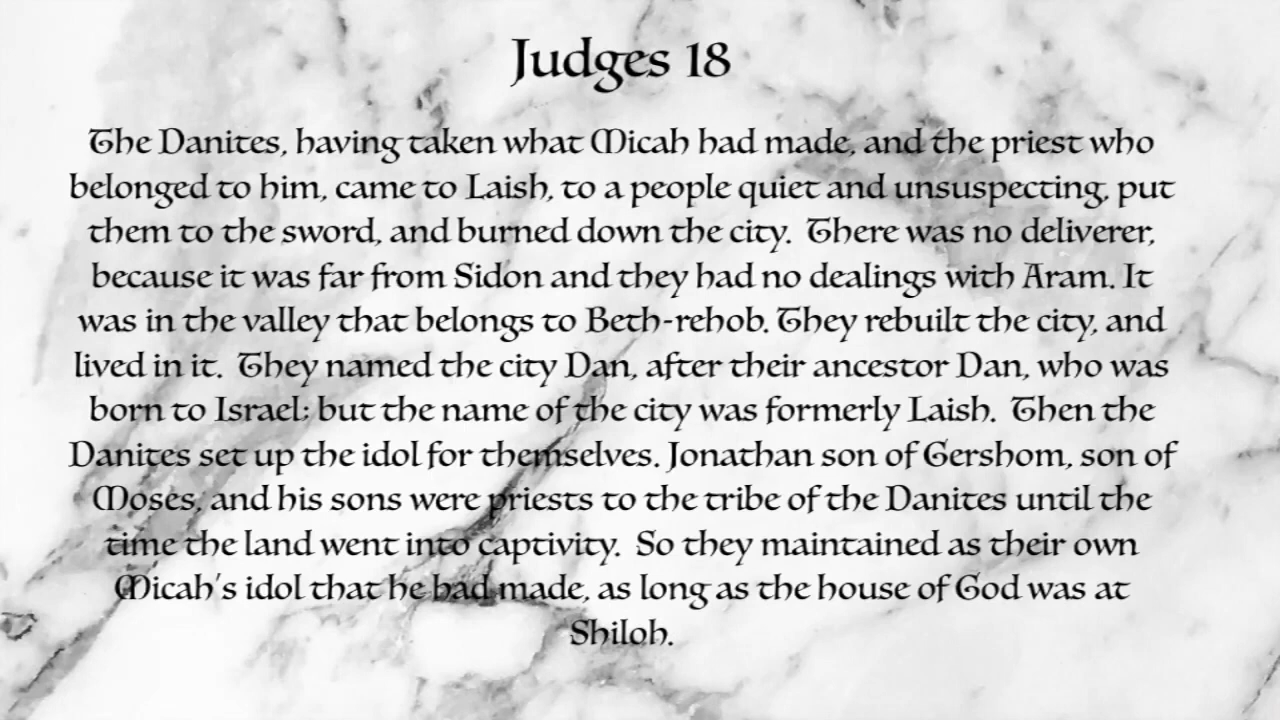 Judges 18
The Danites, having taken what Micah had made, and the priest who
belonged to him, came to Laish, to a people quiet and unsuspecting, put
them to the sword, and burned down the city. There was no deliverer,
because it was far from Sidon and they had no dealings with Aram. It
was in the valley that belongs to Beth-rehob. They rebuilt the city, and
lived in it. They named the city Dan, after their ancestor Dan, who was
born to Israel; but the name of the city was formerly Laish. Then the
Danites set up the idol for themselves. Jonathan son of Gershom, son of
Moses, and his sons were priests to the tribe of the Danites until the
time the land went into captivity. So they maintained as their own
Micah's idol that he had made, as long as the house of God was at
Shiloh.